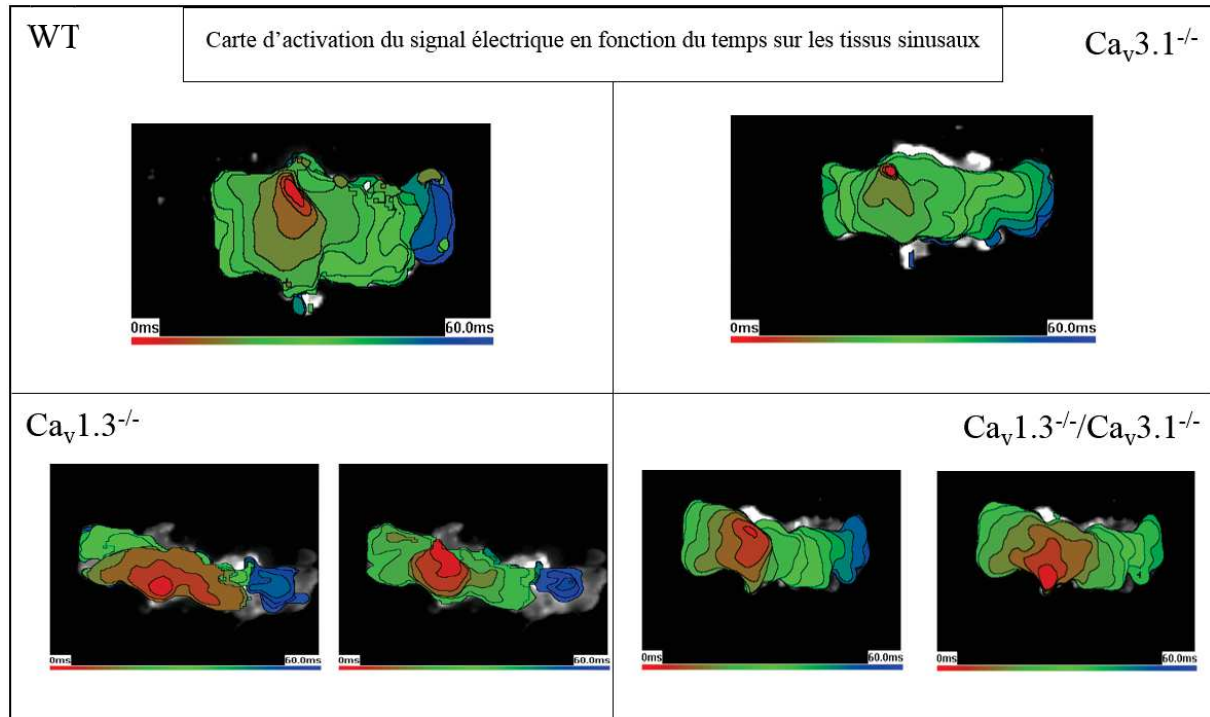 WT
Carte d’activation du signal électrique en fonction du temps sur les tissus sinusaux
Caᵥ3.1⁻/⁻
0ms 60.0ms
0ms 60.0ms
Caᵥ1.3⁻/⁻
Caᵥ1.3⁻/⁻/Caᵥ3.1⁻/⁻
0ms 60.0ms
0ms 60.0ms
0ms 60.0ms
0ms 60.0ms